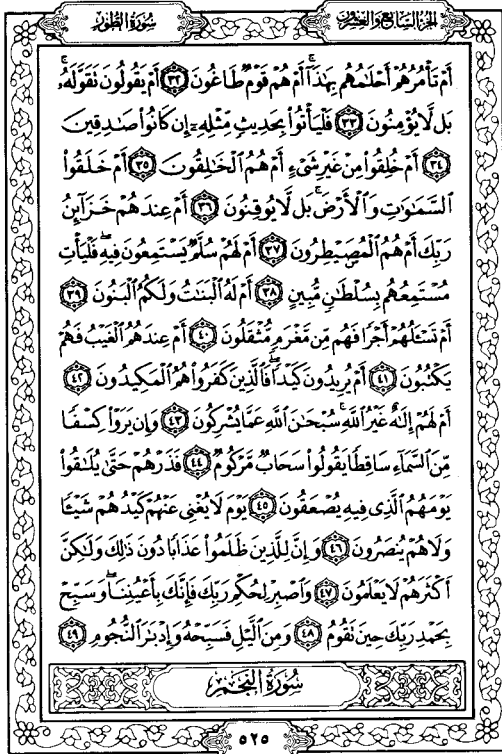 سُورَةُ الطُّورِ الجزء السابع والعشرون
أَمْ تَأْمُرُهُمْ أَحْلَٰمُهُم بِهَٰذَآ ۚ أَمْ هُمْ قَوْمٌ طَاغُونَ ٣٢ أَمْ يَقُولُونَ تَقَوَّلَهُۥ ۚ
بَل لَّا يُؤْمِنُونَ ٣٣ فَلْيَأْتُوا۟ بِحَدِيثٍ مِّثْلِهِۦٓ إِن كَانُوا۟ صَٰدِقِينَ
٣٤ أَمْ خُلِقُوا۟ مِنْ غَيْرِ شَىْءٍ أَمْ هُمُ ٱلْخَٰلِقُونَ ٣٥ أَمْ خَلَقُوا۟
ٱلسَّمَٰوَٰتِ وَٱلْأَرْضَ ۚ بَل لَّا يُوقِنُونَ ٣٦ أَمْ عِندَهُمْ خَزَآئِنُ
رَبِّكَ أَمْ هُمُ ٱلْمُصَۣيْطِرُونَ ٣٧ أَمْ لَهُمْ سُلَّمٌ يَسْتَمِعُونَ فِيهِ ۖ فَلْيَأْتِ
مُسْتَمِعُهُم بِسُلْطَٰنٍ مُّبِينٍ ٣٨ أَمْ لَهُ ٱلْبَنَٰتُ وَلَكُمُ ٱلْبَنُونَ ٣٩
أَمْ تَسْـَٔلُهُمْ أَجْرًا فَهُم مِّن مَّغْرَمٍ مُّثْقَلُونَ ٤٠ أَمْ عِندَهُمُ ٱلْغَيْبُ فَهُمْ
يَكْتُبُونَ ٤١ أَمْ يُرِيدُونَ كَيْدًا ۖ فَٱلَّذِينَ كَفَرُوا۟ هُمُ ٱلْمَكِيدُونَ ٤٢
أَمْ لَهُمْ إِلَٰهٌ غَيْرُ ٱللَّهِ ۚ سُبْحَٰنَ ٱللَّهِ عَمَّا يُشْرِكُونَ ٤٣ وَإِن يَرَوْا۟ كِسْفًا
مِّنَ ٱلسَّمَآءِ سَاقِطًا يَقُولُوا۟ سَحَابٌ مَّرْكُومٌ ٤٤ فَذَرْهُمْ حَتَّىٰ يُلَٰقُوا۟
يَوْمَهُمُ ٱلَّذِى فِيهِ يُصْعَقُونَ ٤٥ يَوْمَ لَا يُغْنِى عَنْهُمْ كَيْدُهُمْ شَيْـًٔا
وَلَا هُمْ يُنصَرُونَ ٤٦ وَإِنَّ لِلَّذِينَ ظَلَمُوا۟ عَذَابًا دُونَ ذَٰلِكَ وَلَٰكِنَّ
أَكْثَرَهُمْ لَا يَعْلَمُونَ ٤٧ وَٱصْبِرْ لِحُكْمِ رَبِّكَ فَإِنَّكَ بِأَعْيُنِنَا ۖ وَسَبِّحْ
بِحَمْدِ رَبِّكَ حِينَ تَقُومُ ٤٨ وَمِنَ ٱلَّيْلِ فَسَبِّحْهُ وَإِدْبَٰرَ ٱلنُّجُومِ ٤٩
سُورَةُ النَّجْمِ
٥٢٥